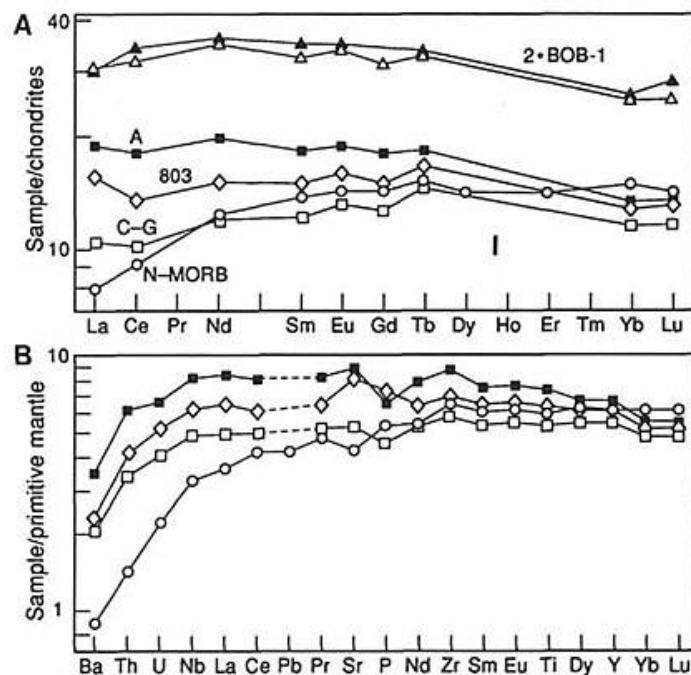 A
40
10
Sample/chondrites
2•BOB-1
A
803
C–G
N–MORB
La Ce Pr Nd Sm Eu Gd Tb Dy Ho Er Tm Yb Lu
B
10
1
Sample/primitive mantle
Ba Th U Nb La Ce Pb Pr Sr P Nd Zr Sm Eu Ti Dy Y Yb Lu